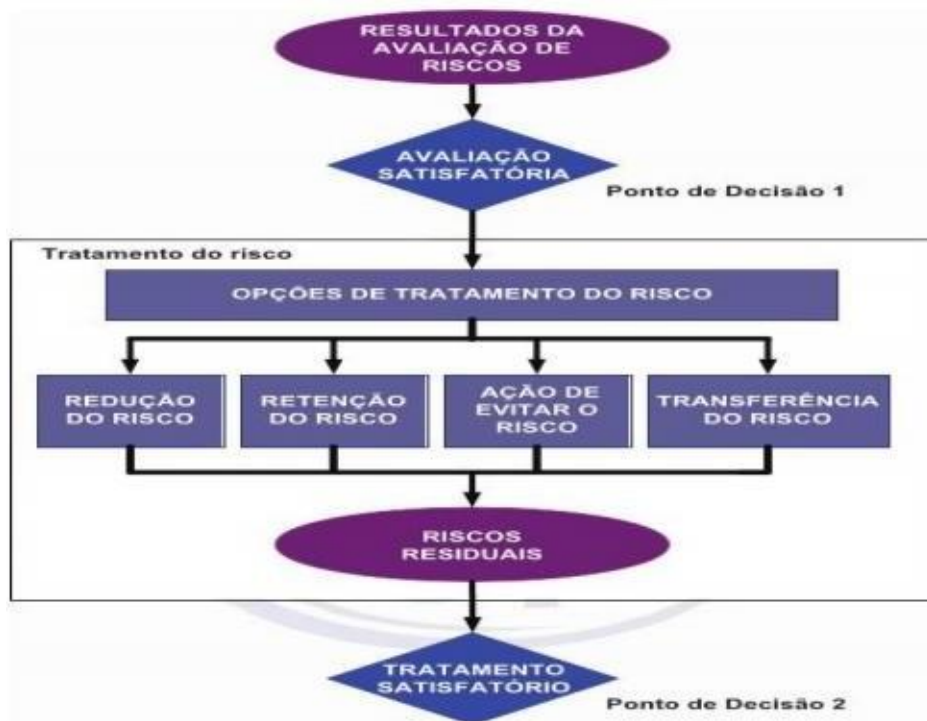 RESULTADOS DA
AVALIAÇÃO DE
RISCOS
AVALIAÇÃO
SATISFATÓRIA
Ponto de Decisão 1
Tratamento do risco
OPÇÕES DE TRATAMENTO DO RISCO
REDUÇÃO
DO RISCO
RETENÇÃO
DO RISCO
AÇÃO DE
EVITAR O
RISCO
TRANSFERÊNCIA
DO RISCO
RISCOS
RESIDUAIS
TRATAMENTO
SATISFATÓRIO
Ponto de Decisão 2